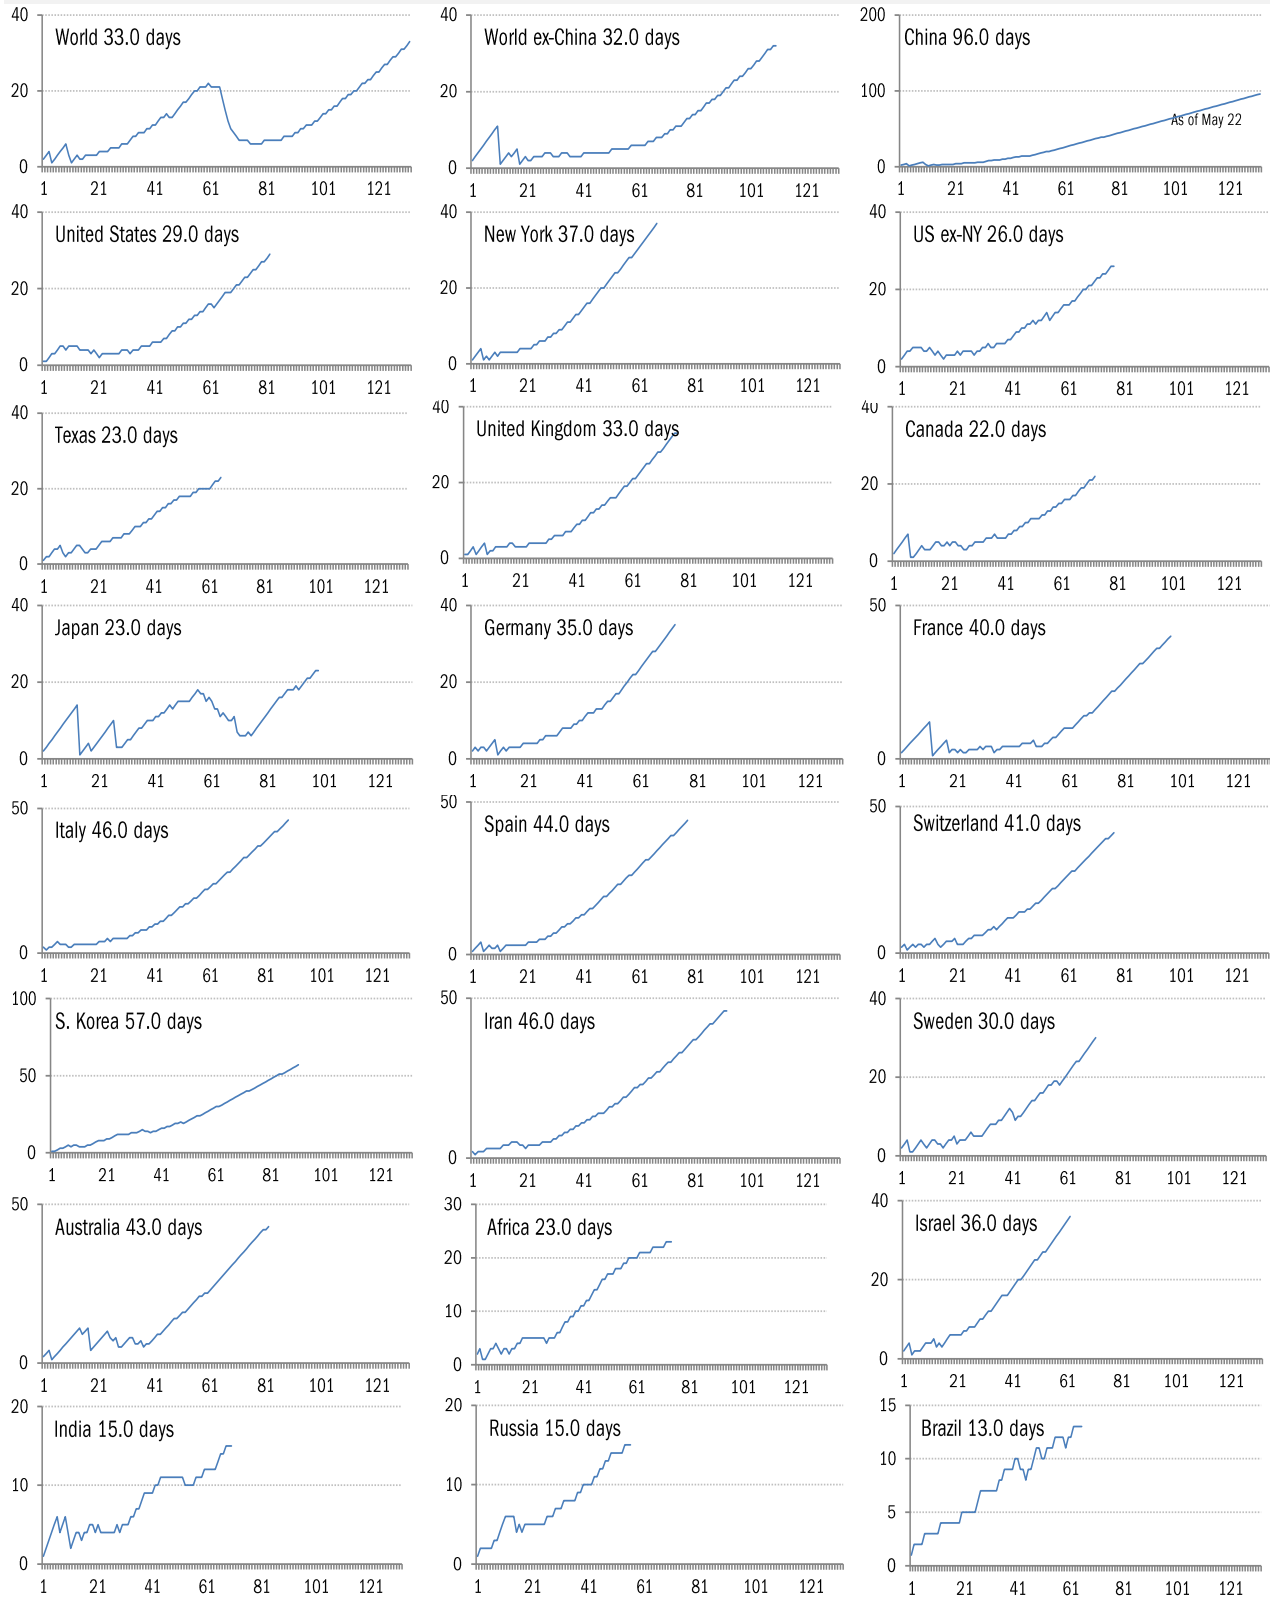 World 33.0 days
40
20
0
1 21 41 61 81 101 121
World ex-China 32.0 days
40
20
0
1 21 41 61 81 101 121
China 96.0 days
200
100
0
As of May 22
1 21 41 61 81 101 121
United States 29.0 days
40
20
0
1 21 41 61 81 101 121
New York 37.0 days
40
20
0
1 21 41 61 81 101 121
US ex-NY 26.0 days
40
20
0
1 21 41 61 81 101 121
Texas 23.0 days
40
20
0
1 21 41 61 81 101 121
United Kingdom 33.0 days
40
20
0
1 21 41 61 81 101 121
Canada 22.0 days
40
20
0
1 21 41 61 81 101 121
Japan 23.0 days
40
20
0
1 21 41 61 81 101 121
Germany 35.0 days
40
20
0
1 21 41 61 81 101 121
France 40.0 days
50
0
1 21 41 61 81 101 121
Italy 46.0 days
50
0
1 21 41 61 81 101 121
Spain 44.0 days
50
0
1 21 41 61 81 101 121
Switzerland 41.0 days
50
0
1 21 41 61 81 101 121
S. Korea 57.0 days
100
50
0
1 21 41 61 81 101 121
Iran 46.0 days
50
0
1 21 41 61 81 101 121
Sweden 30.0 days
40
20
0
1 21 41 61 81 101 121
Australia 43.0 days
50
0
1 21 41 61 81 101 121
Africa 23.0 days
30
20
10
0
1 21 41 61 81 101 121
Israel 36.0 days
40
20
0
1 21 41 61 81 101 121
India 15.0 days
20
10
0
1 21 41 61 81 101 121
Russia 15.0 days
20
10
0
1 21 41 61 81 101 121
Brazil 13.0 days
15
10
5
0
1 21 41 61 81 101 121